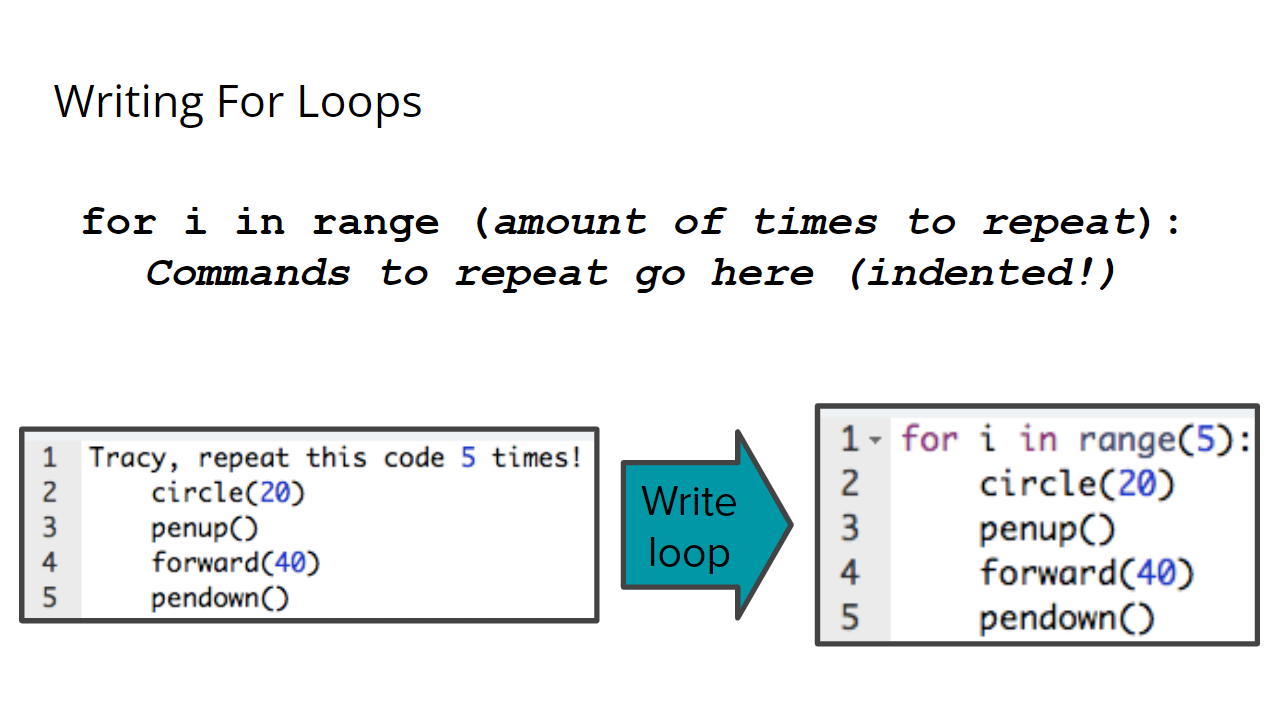 Writing For Loops
for i in range (amount of times to repeat):
Commands to repeat go here (indented!)
1 Tracy, repeat this code 5 times!
2 circle(20)
3 penup()
4 forward(40)
5 pendown()
Write
loop
1 for i in range(5):
2 circle(20)
3 penup()
4 forward(40)
5 pendown()